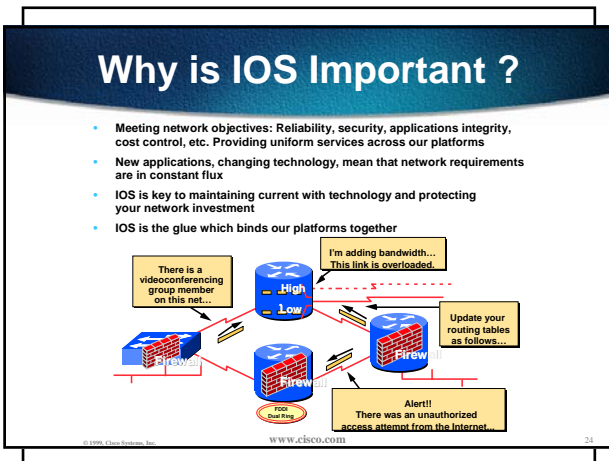 Why is IOS Important ?
• Meeting network objectives: Reliability, security, applications integrity,
cost control, etc. Providing uniform services across our platforms
• New applications, changing technology, mean that network requirements
are in constant flux
• IOS is key to maintaining current with technology and protecting
your network investment
• IOS is the glue which binds our platforms together
I'm adding bandwidth...
This link is overloaded.
There is a
videoconferencing
group member
on this net...
High
Low
Update your
routing tables
as follows...
Firewall
Firewall
Firewall
FDDI
Dual Ring
Alert!!
There was an unauthorized
access attempt from the Internet...
© 1999, Cisco Systems, Inc.
www.cisco.com
24